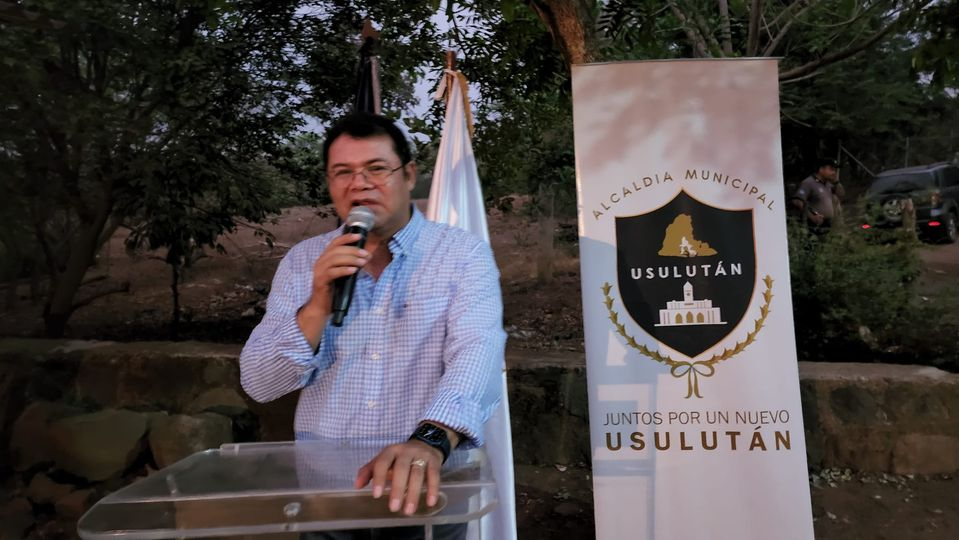 ALCALDIA MUNICIPAL
USULUTÁN
JUNTOS POR UN NUEVO
USULUTÁN